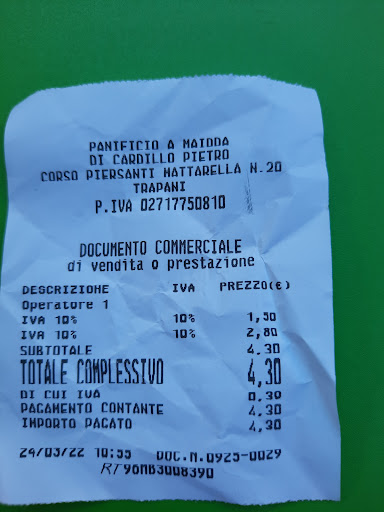 PANIFICIO A MAIDDA
DI CARDILLO PIETRO
CORSO PIERSANTI MATTARELLA N.20
TRAPANI
P.IVA 02717750810
DOCUMENTO COMMERCIALE
di vendita o prestazione
DESCRIZIONE IVA PREZZO(€)
Operatore 1
IVA 10% 10% 1,50
IVA 10% 10% 2,80
SUBTOTALE 4,30
TOTALE COMPLESSIVO 4,30
DI CUI IVA 0,39
PAGAMENTO CONTANTE 4,30
IMPORTO PAGATO 4,30
24/03/22 10:55 DOC.N.0925-0029
RT 96MB3008390